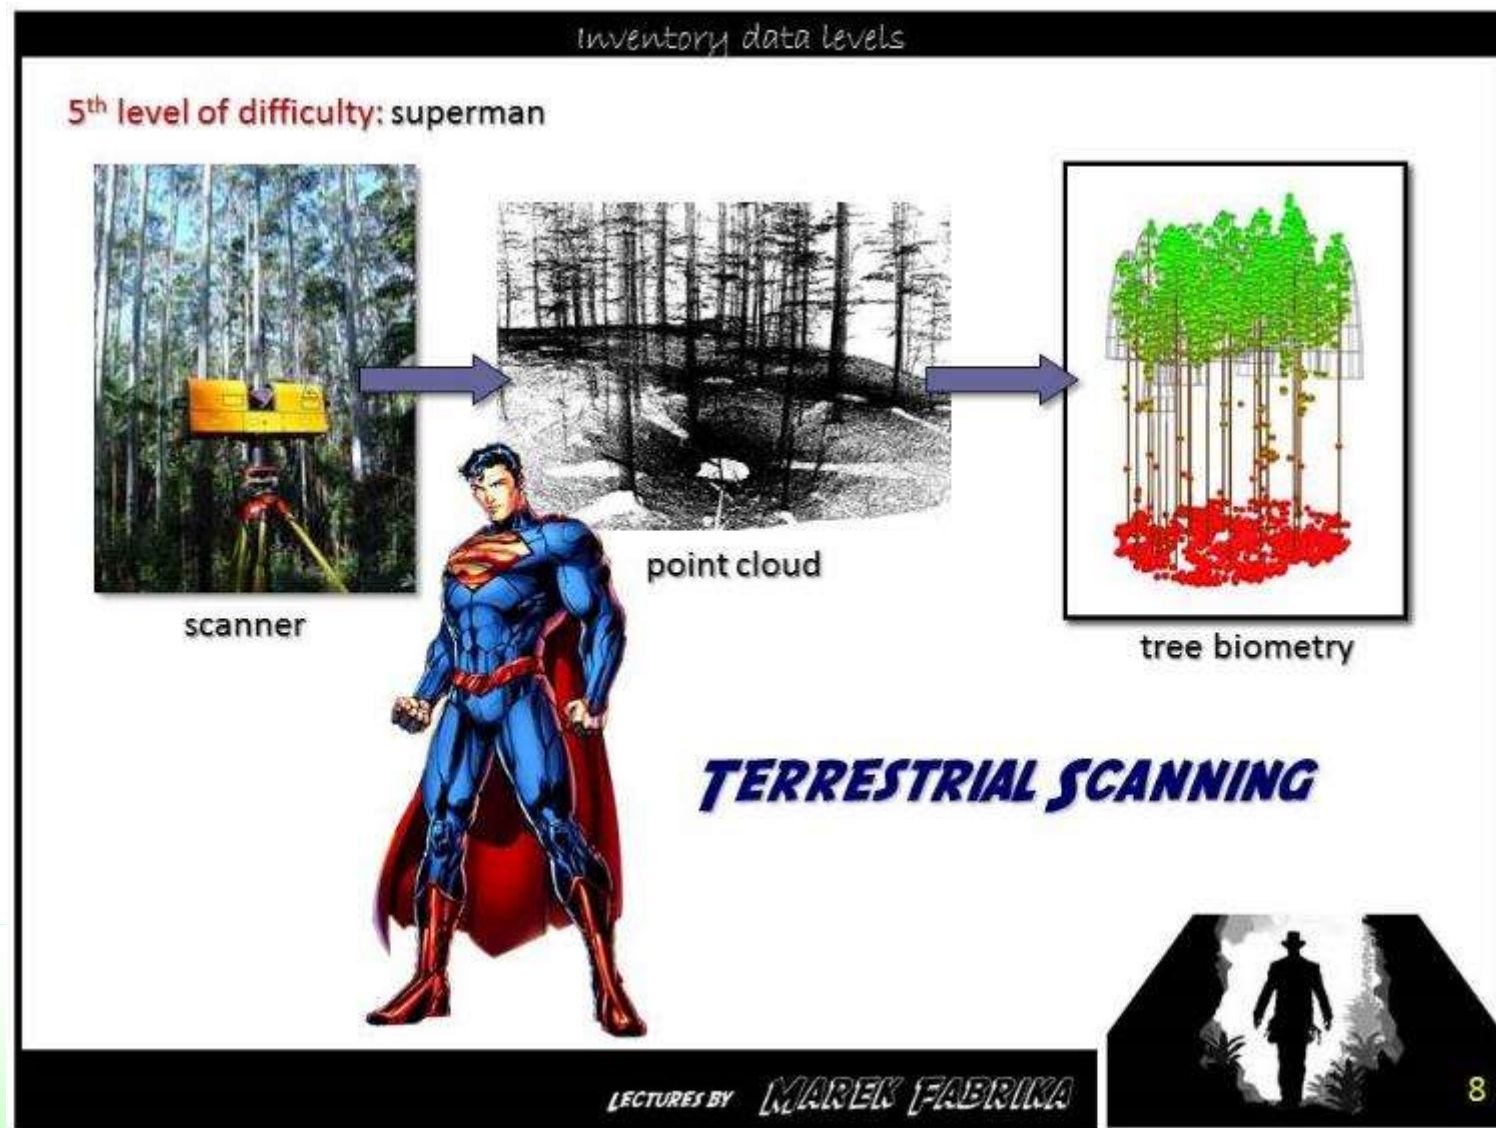 Inventory data levels
5th level of difficulty: superman
scanner
point cloud
tree biometry
TERRESTRIAL SCANNING
LECTURES BY MAREK FABRIKA
8